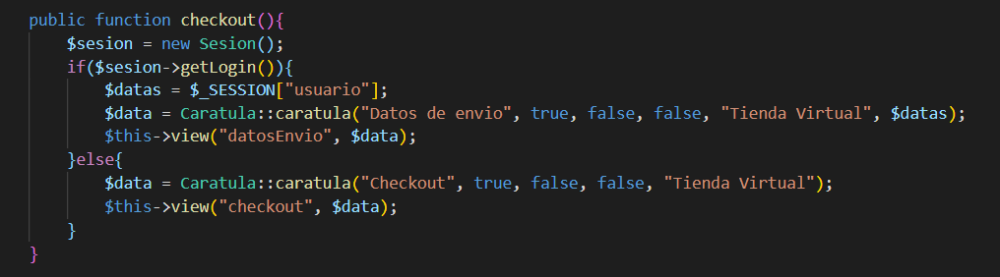 public function checkout(){
    $sesion = new Sesion();
    if($sesion->getLogin()){
        $datas = $_SESSION["usuario"];
        $data = Caratula::caratula("Datos de envio", true, false, false, "Tienda Virtual", $datas);
        $this->view("datosEnvio", $data);
    }else{
        $data = Caratula::caratula("Checkout", true, false, false, "Tienda Virtual");
        $this->view("checkout", $data);
    }
}